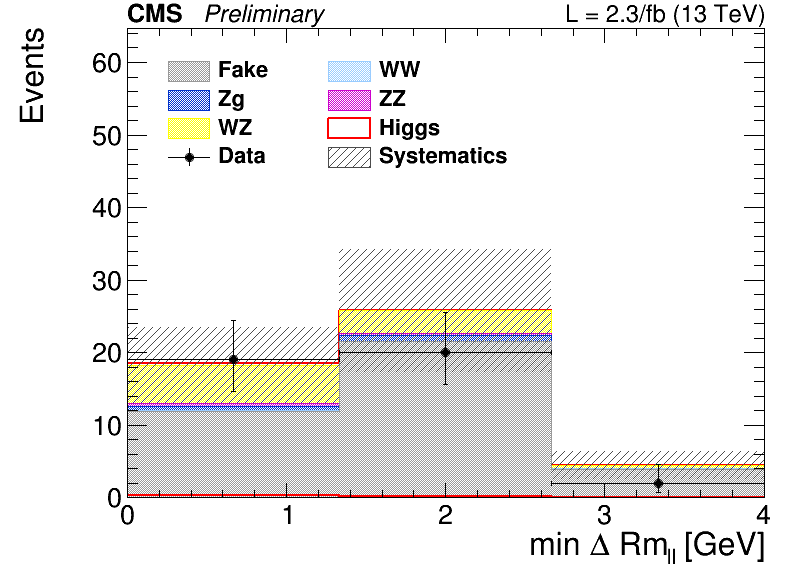 CMS Preliminary L = 2.3/fb (13 TeV)
Events
60
50
40
30
20
10
0
Fake WW
Zg ZZ
WZ Higgs
Data Systematics
0 1 2 3 4
min Δ Rm_ll [GeV]